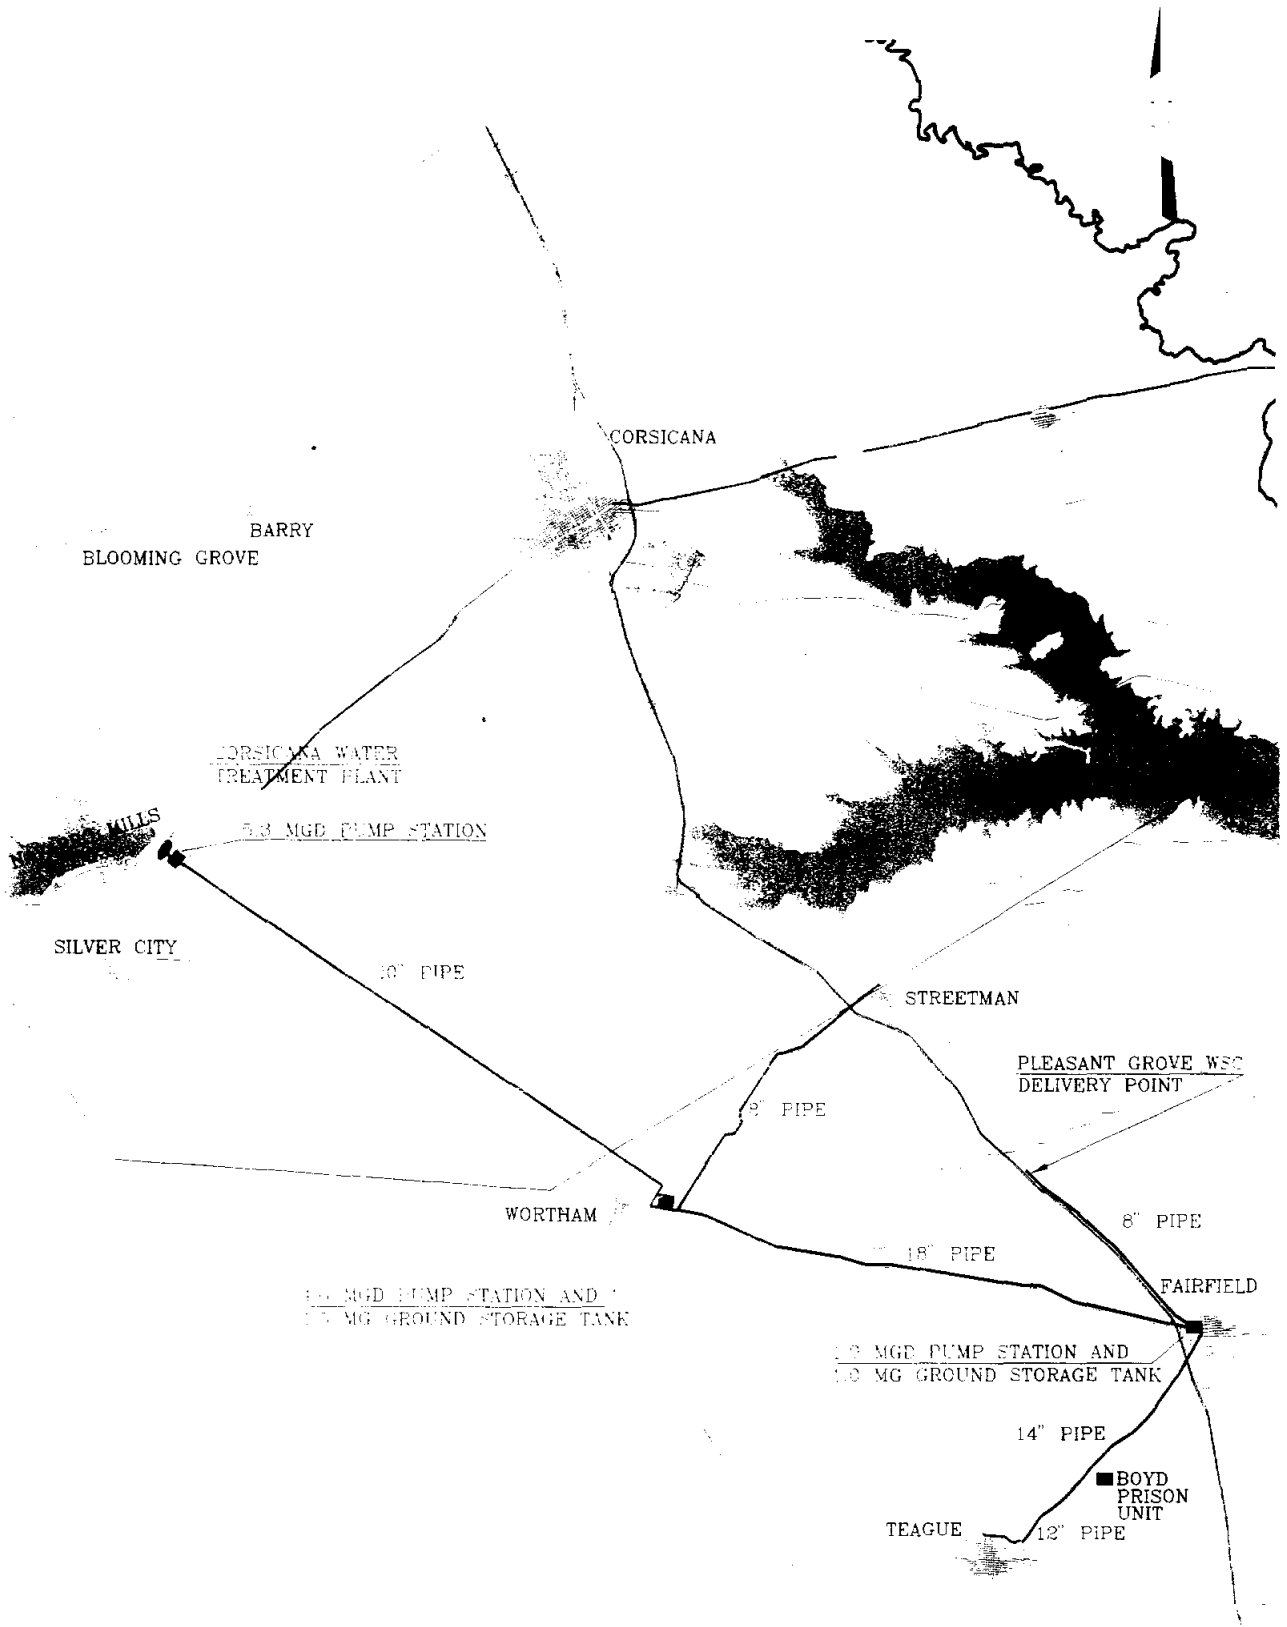 CORSICANA
BARRY
BLOOMING GROVE
CORSICANA WATER
TREATMENT PLANT
MILLS
MGD PUMP STATION
SILVER CITY
PIPE
STREETMAN
PLEASANT GROVE WSC
DELIVERY POINT
8" PIPE
WORTHAM
8" PIPE
18" PIPE
FAIRFIELD
MGD PUMP STATION AND
MG GROUND STORAGE TANK
MGD PUMP STATION AND
MG GROUND STORAGE TANK
14" PIPE
BOYD
PRISON
UNIT
TEAGUE
12" PIPE